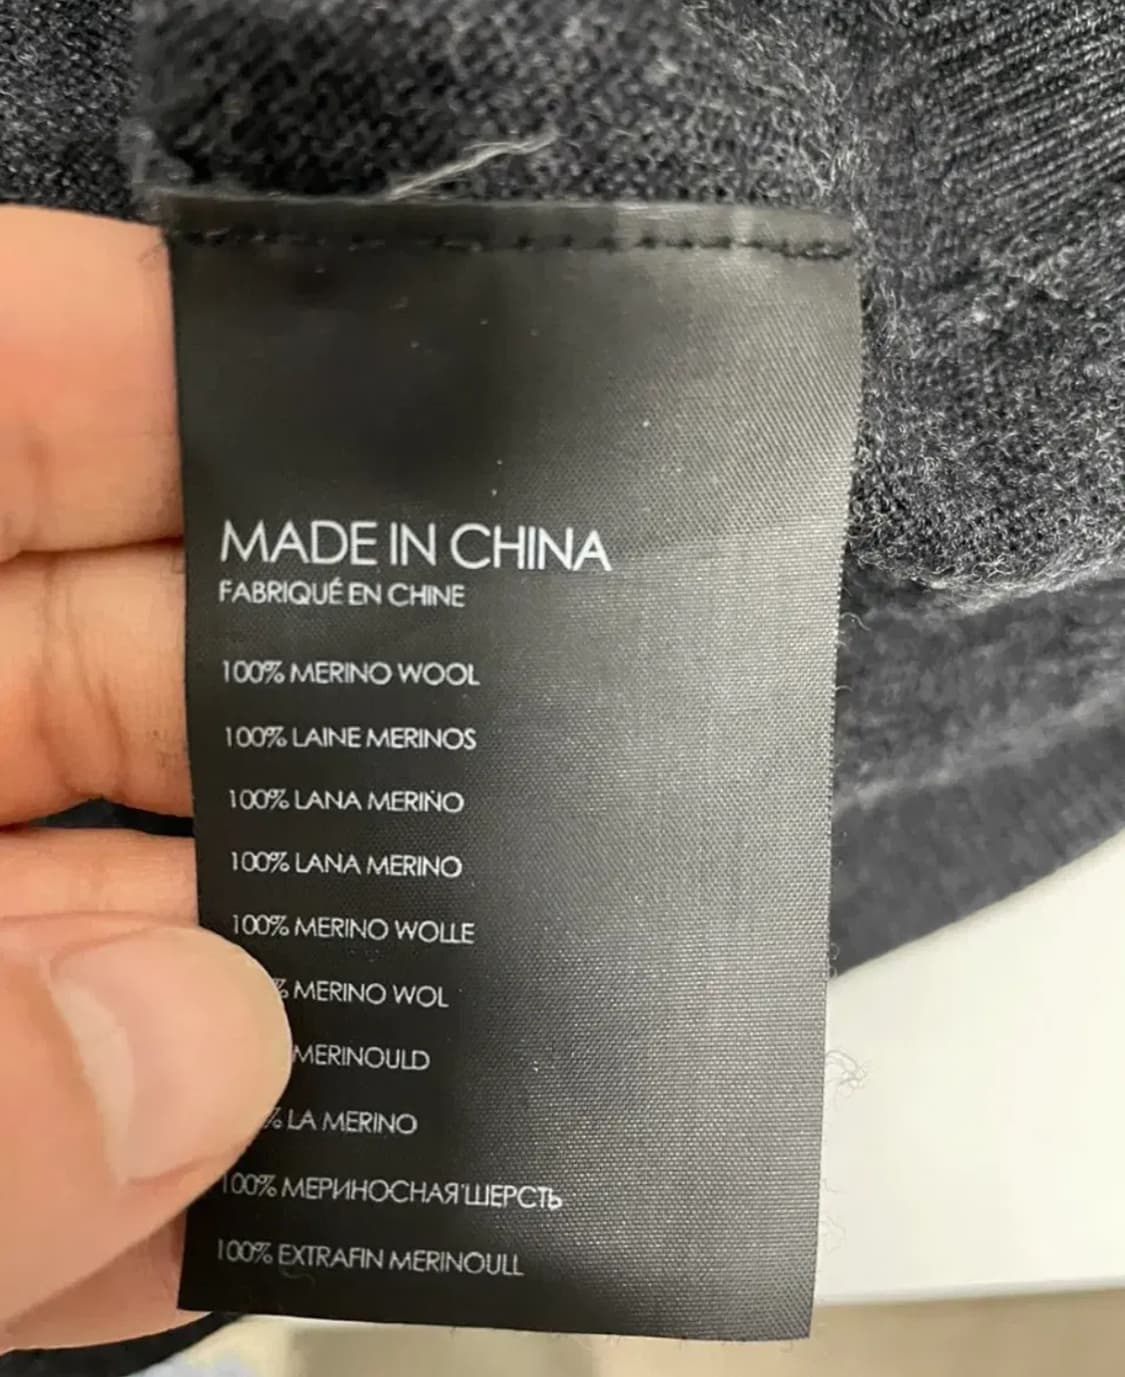 MADE IN CHINA
FABRIQUÉ EN CHINE
100% MERINO WOOL
100% LAINE MERINOS
100% LANA MERINO
100% LANA MERINO
100% MERINO WOLLE
% MERINO WOL
MERINOULD
% LA MERINO
100% МЕРИНОСНАЯ ШЕРСТЬ
100% EXTRAFIN MERINOULL